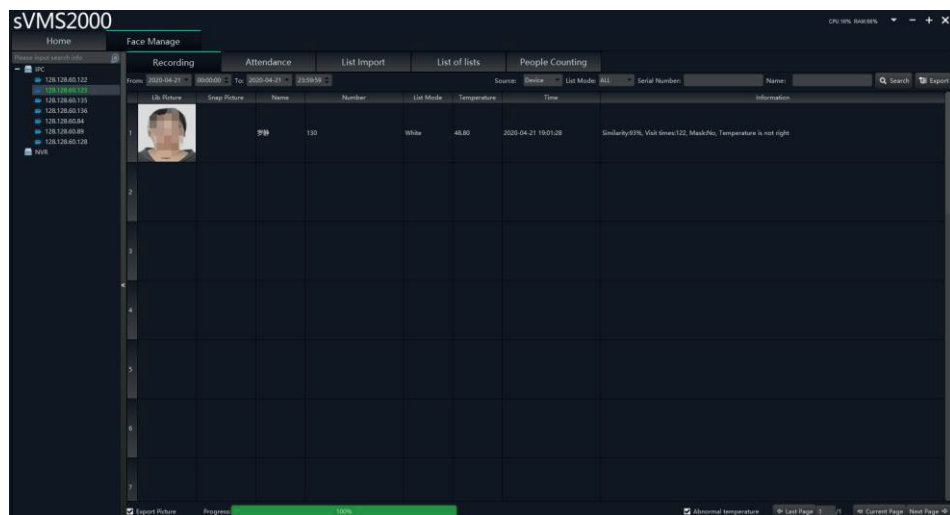 sVMS2000
CPU:16% RAM:86%
Home
Face Manage
Please input search info
IPC
128.128.60.122
128.128.60.135
128.128.60.136
128.128.60.84
128.128.60.89
128.128.60.128
NVR
Recording Attendance List Import List of lists People Counting
From: 2020-04-21 00:00:00 To: 2020-04-21 23:59:59 Source: Device List Mode: ALL Serial Number: Name: Search Export
Lib Picture Snap Picture Name Number List Mode Temperature Time Information
1 罗静 130 White 48.80 2020-04-21 19:01:28 Similarity:93%, Visit times:122, Mask:No, Temperature is not right
2
3
4
5
6
7
Export Picture Progress 100% Abnormal temperature Last Page 1 /1 Current Page Next Page